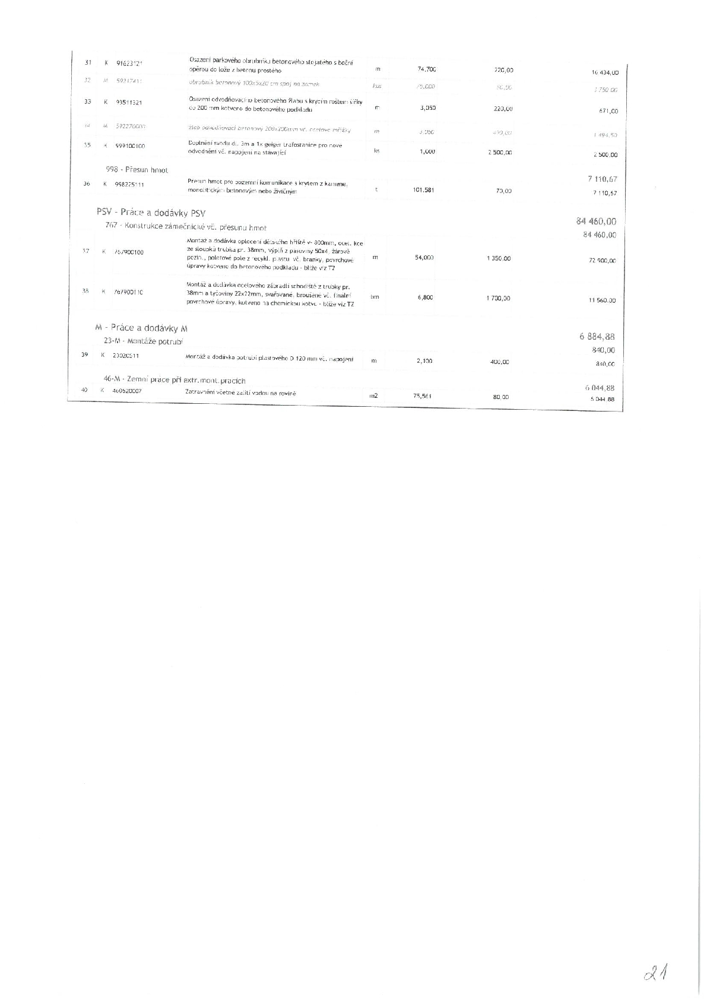 31 K 91623121 Osazení parkového obrubníku betonového stojatého s boční
opěrou do lože z betonu prostého m 74,700 220,00 16 434,00
32 M 59217411 obrubník betonový 100x5x20 cm spoj na zámek kus 75,000 50,00 3 750,00
33 K 93511321 Osazení odvodňovacího betonového žlabu s krycím roštem šířky
do 200 mm kotveno do betonového podkladu m 3,050 220,00 671,00
34 M 592270000 žlab odvodňovací betonový 200x200mm vč. ocelové mřížky m 3,050 490,00 1 494,50
35 K 999100100 Doplnění svodu dl. 3m a 1x geiger trafostanice pro nové
odvodnění vč. napojení na stávající ks 1,000 2 500,00 2 500,00
998 - Přesun hmot 7 110,67
36 K 998225111 Přesun hmot pro pozemní komunikace s krytem z kamene,
monolitickým betonovým nebo živičným t 101,581 70,00 7 110,67
PSV - Práce a dodávky PSV 84 460,00
767 - Konstrukce zámečnické vč. přesunu hmot 84 460,00
37 K 767900100 Montáž a dodávka oplocení dětského hřiště v- 800mm, ocel. kce
ze sloupků trubka pr. 38mm, výplň z pásoviny 50x4, žárově
pozin., plotové pole z recykl. plastu vč. branky, povrchové
úpravy kotveno do betonového podkladu - blíže viz TZ m 54,000 1 350,00 72 900,00
38 K 767900110 Montáž a dodávka ocelového zábradlí schodiště z trubky pr.
38mm a tyčoviny 22x22mm, svařované, broušené vč. finální
povrchové úpravy, kotveno na chemickou kotvu - blíže viz TZ bm 6,800 1 700,00 11 560,00
M - Práce a dodávky M 6 884,88
23-M - Montáže potrubí 840,00
39 K 23020511 Montáž a dodávka potrubí plastového D 120 mm vč. napojení m 2,100 400,00 840,00
46-M - Zemní práce při extr.mont.pracích 6 044,88
40 K 460620007 Zatravnění včetně zalití vodou na rovině m2 75,561 80,00 6 044,88
21